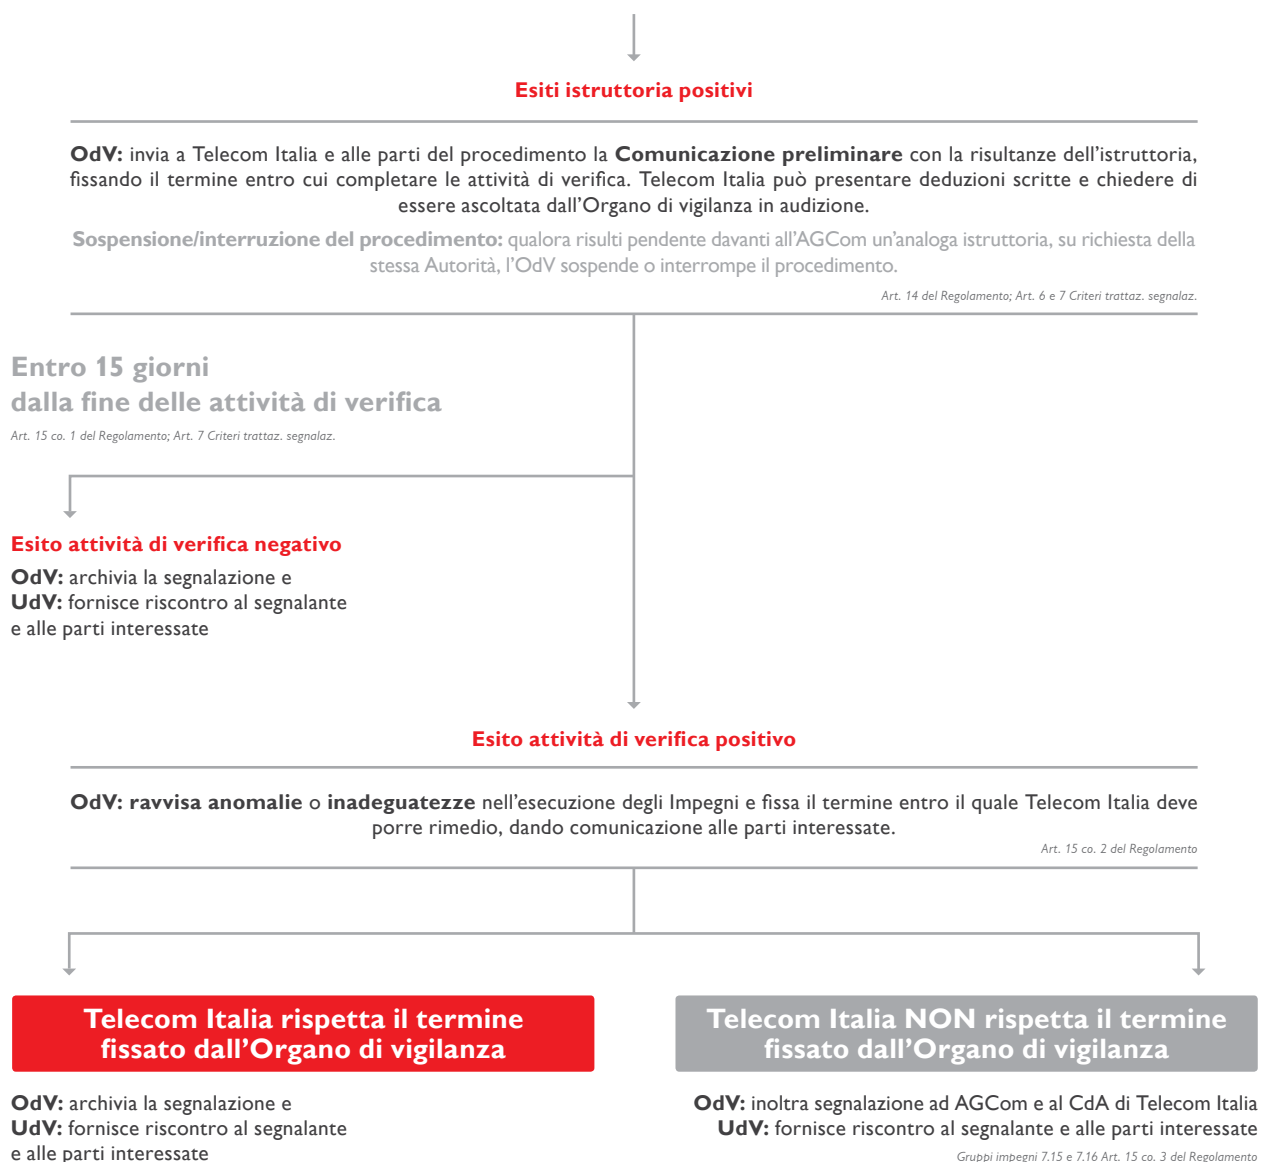 Esiti istruttoria positivi
OdV: invia a Telecom Italia e alle parti del procedimento la Comunicazione preliminare con la risultanze dell'istruttoria,
fissando il termine entro cui completare le attività di verifica. Telecom Italia può presentare deduzioni scritte e chiedere di
essere ascoltata dall'Organo di vigilanza in audizione.
Sospensione/interruzione del procedimento: qualora risulti pendente davanti all'AGCom un'analoga istruttoria, su richiesta della
stessa Autorità, l'OdV sospende o interrompe il procedimento.
Art. 14 del Regolamento; Art. 6 e 7 Criteri trattaz. segnalaz.
Entro 15 giorni
dalla fine delle attività di verifica
Art. 15 co. 1 del Regolamento; Art. 7 Criteri trattaz. segnalaz.
Esito attività di verifica negativo
OdV: archivia la segnalazione e
UdV: fornisce riscontro al segnalante
e alle parti interessate
Esito attività di verifica positivo
OdV: ravvisa anomalie o inadeguatezze nell'esecuzione degli Impegni e fissa il termine entro il quale Telecom Italia deve
porre rimedio, dando comunicazione alle parti interessate.
Art. 15 co. 2 del Regolamento
Telecom Italia rispetta il termine
fissato dall'Organo di vigilanza
OdV: archivia la segnalazione e
UdV: fornisce riscontro al segnalante
e alle parti interessate
Telecom Italia NON rispetta il termine
fissato dall'Organo di vigilanza
OdV: inoltra segnalazione ad AGCom e al CdA di Telecom Italia
UdV: fornisce riscontro al segnalante e alle parti interessate
Gruppi impegni 7.15 e 7.16 Art. 15 co. 3 del Regolamento